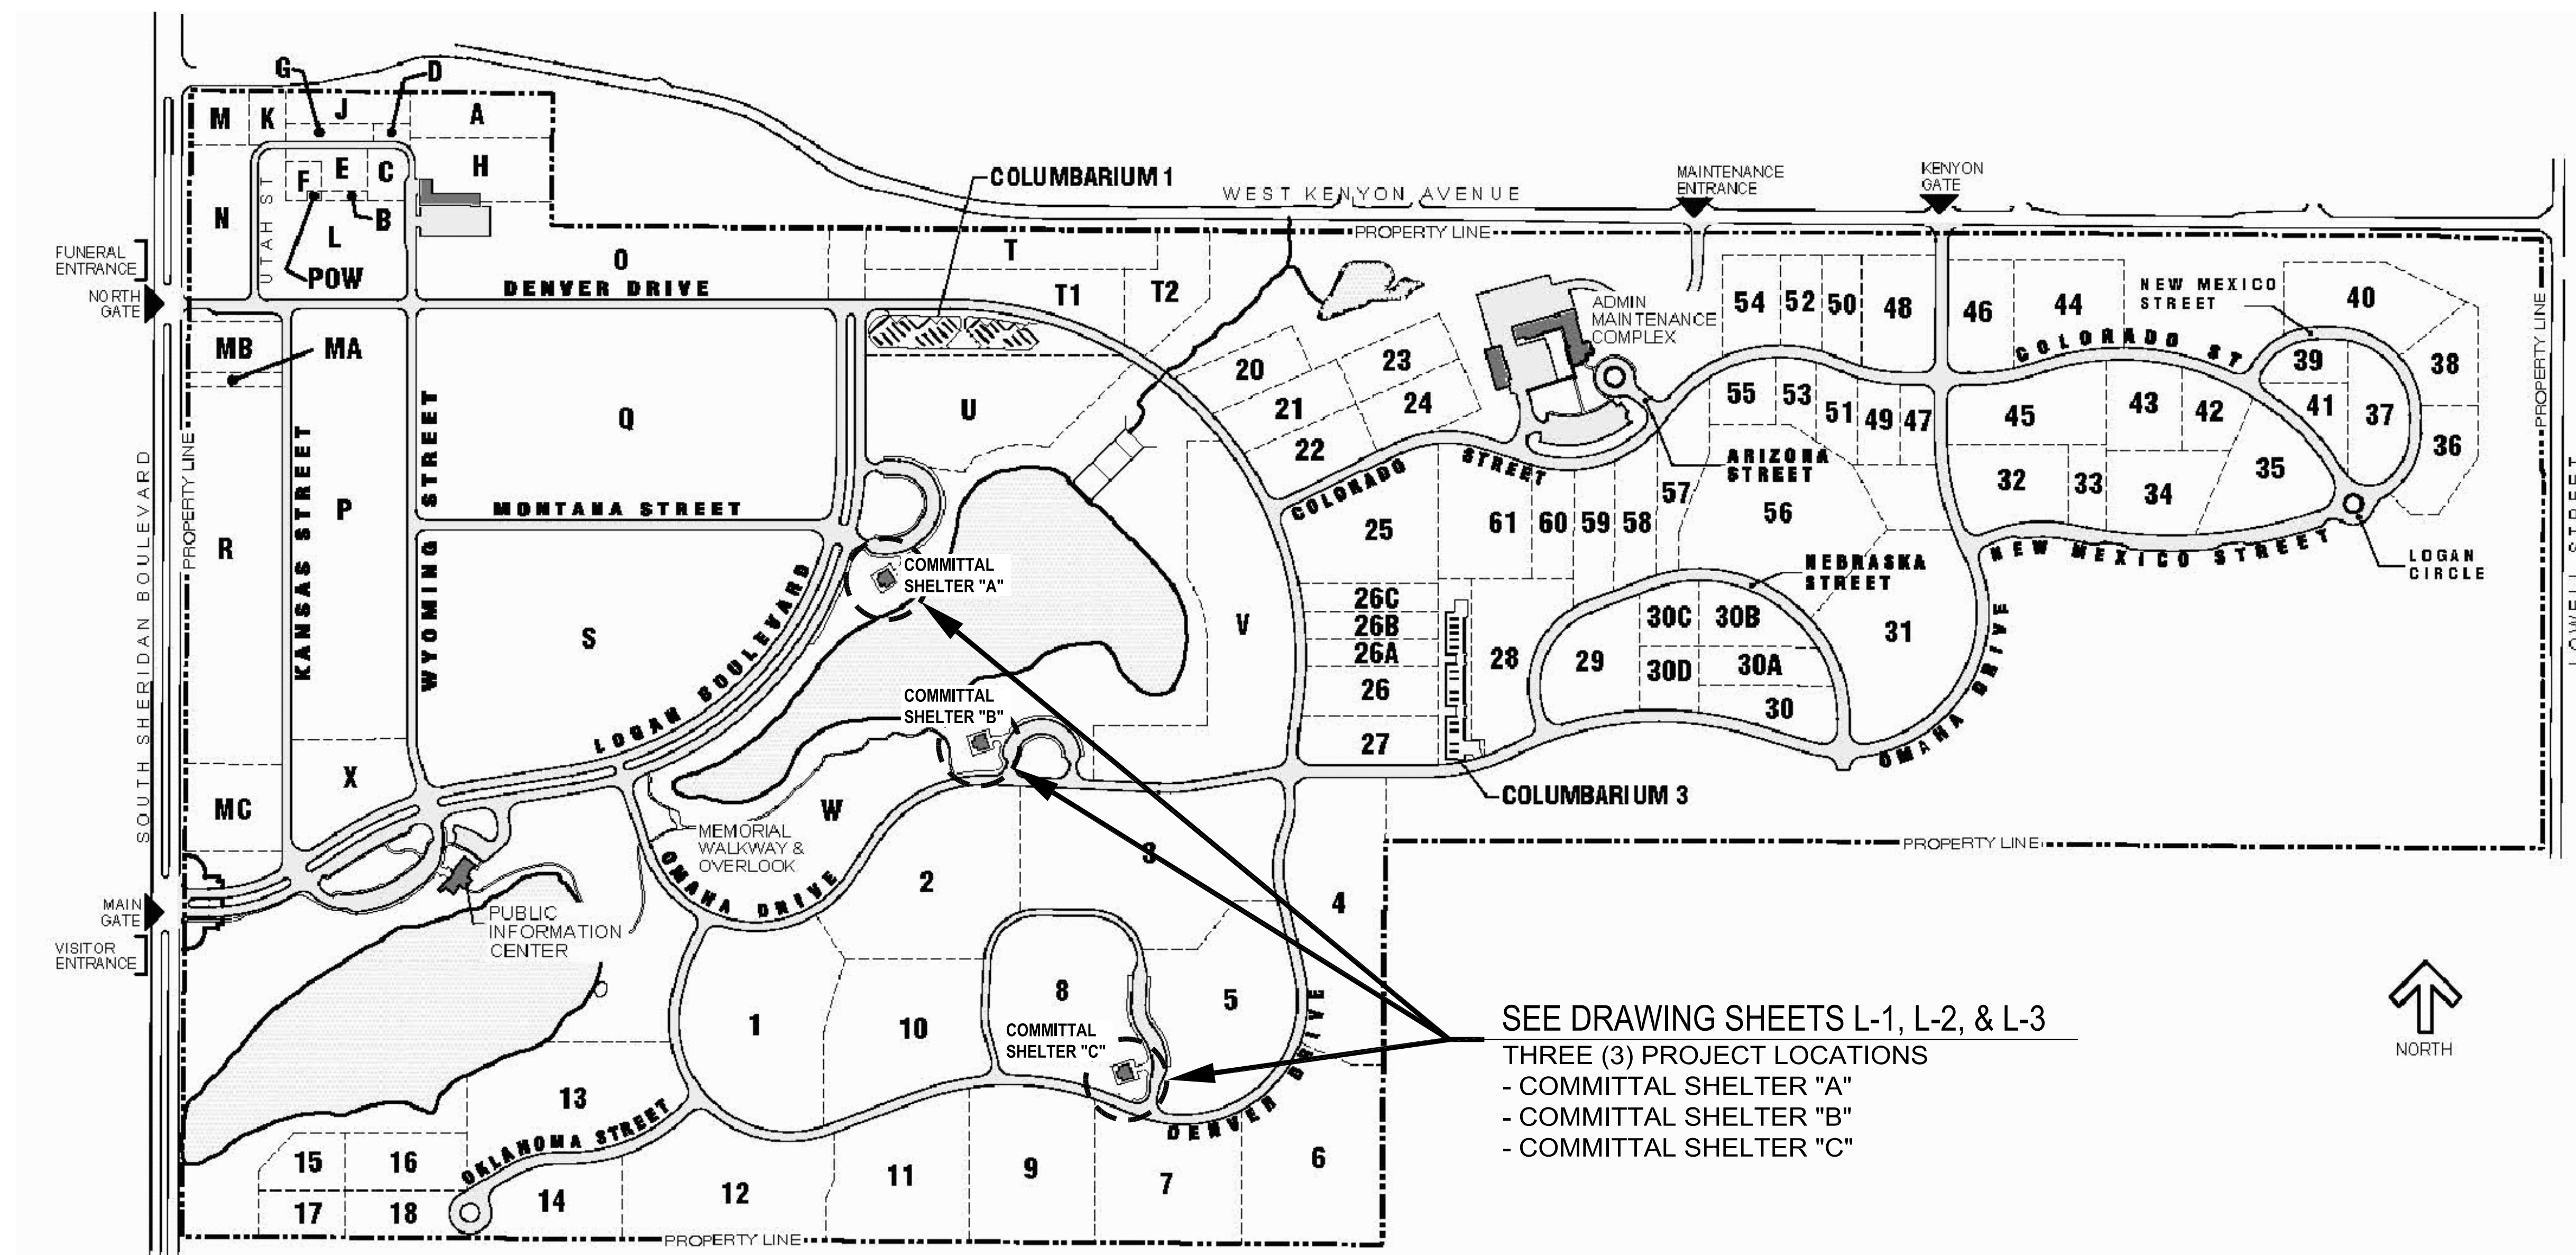 G
D
M
K
J
A
F
E
C
H
N
B
L
POW
UTAH ST
FUNERAL
ENTRANCE
NORTH
GATE
O
DENVER DRIVE
COLUMBARIUM 1
WEST KENYON AVENUE
PROPERTY LINE
MAINTENANCE
ENTRANCE
KENYON
GATE
T
T1
T2
MB
MA
Q
U
R
P
KANSAS STREET
WYOMING STREET
MONTANA STREET
SOUTH SHERIDAN BOULEVARD
PROPERTY LINE
S
LOGAN BOULEVARD
X
MC
MAIN
GATE
VISITOR
ENTRANCE
PUBLIC
INFORMATION
CENTER
COMMITTAL
SHELTER "A"
COMMITTAL
SHELTER "B"
MEMORIAL
WALKWAY &
OVERLOOK
W
V
OMAHA DRIVE
20
21
22
23
24
ADMIN
MAINTENANCE
COMPLEX
COLORADO STREET
ARIZONA
STREET
54
52
50
48
46
44
55
53
51
49
47
45
43
42
COLORADO ST
NEW MEXICO
STREET
40
39
41
37
38
36
32
33
34
35
NEW MEXICO STREET
LOGAN
CIRCLE
PROPERTY LINE
25
61
60
59
58
57
56
NEBRASKA
STREET
26C
26B
26A
26
27
28
29
30C
30B
30D
30A
30
31
OMAHA DRIVE
COLUMBARIUM 3
PROPERTY LINE
2
3
4
1
10
8
5
COMMITTAL
SHELTER "C"
DENVER DRIVE
13
OKLAHOMA STREET
15
16
17
18
14
12
11
9
7
6
PROPERTY LINE
SEE DRAWING SHEETS L-1, L-2, & L-3
THREE (3) PROJECT LOCATIONS
- COMMITTAL SHELTER "A"
- COMMITTAL SHELTER "B"
- COMMITTAL SHELTER "C"
NORTH